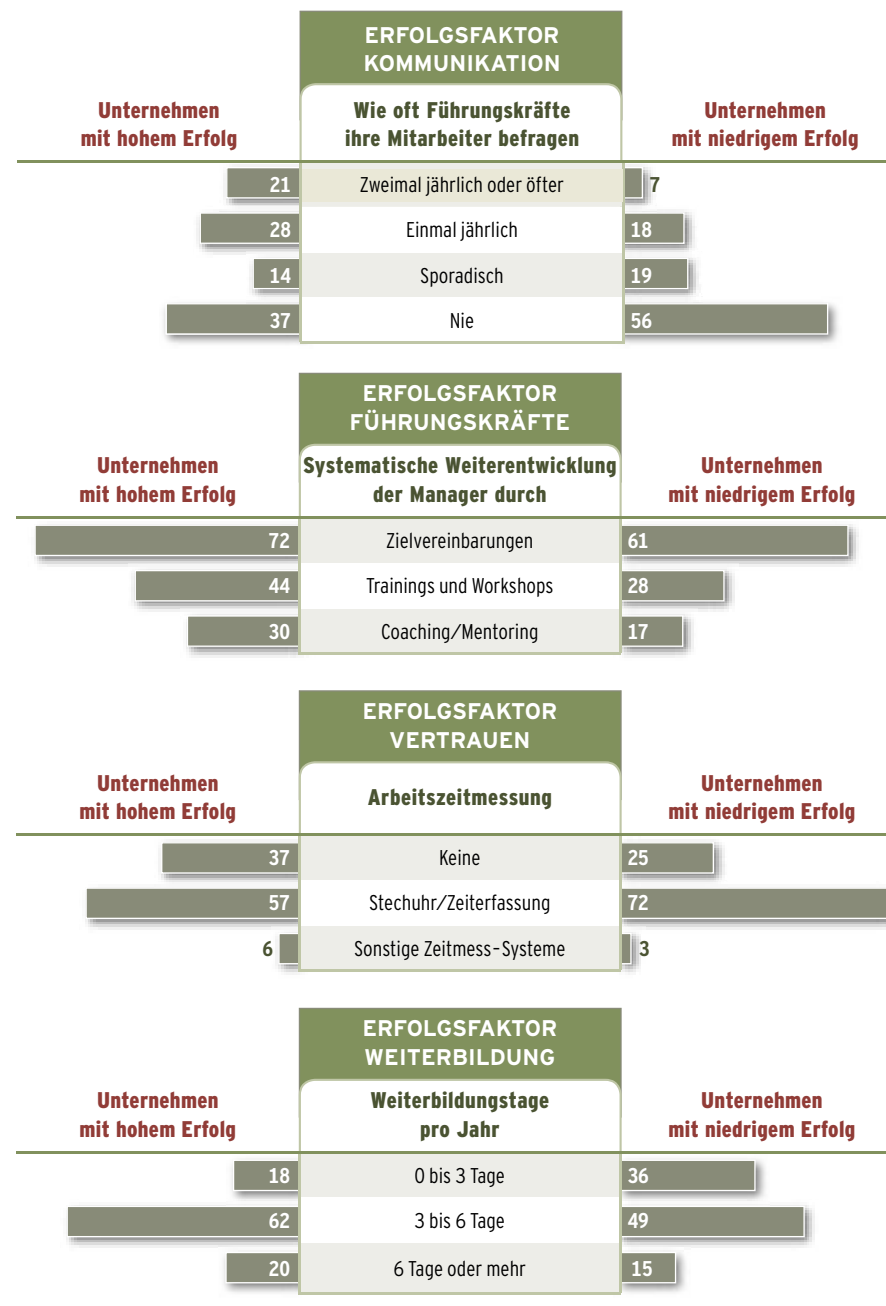 ERFOLGSFAKTOR
KOMMUNIKATION
Unternehmen
mit hohem Erfolg
Wie oft Führungskräfte
ihre Mitarbeiter befragen
Unternehmen
mit niedrigem Erfolg
21 Zweimal jährlich oder öfter 7
28 Einmal jährlich 18
14 Sporadisch 19
37 Nie 56
ERFOLGSFAKTOR
FÜHRUNGSKRÄFTE
Unternehmen
mit hohem Erfolg
Systematische Weiterentwicklung
der Manager durch
Unternehmen
mit niedrigem Erfolg
72 Zielvereinbarungen 61
44 Trainings und Workshops 28
30 Coaching/Mentoring 17
ERFOLGSFAKTOR
VERTRAUEN
Unternehmen
mit hohem Erfolg
Arbeitszeitmessung
Unternehmen
mit niedrigem Erfolg
37 Keine 25
57 Stechuhr/Zeiterfassung 72
6 Sonstige Zeitmess-Systeme 3
ERFOLGSFAKTOR
WEITERBILDUNG
Unternehmen
mit hohem Erfolg
Weiterbildungstage
pro Jahr
Unternehmen
mit niedrigem Erfolg
18 0 bis 3 Tage 36
62 3 bis 6 Tage 49
20 6 Tage oder mehr 15